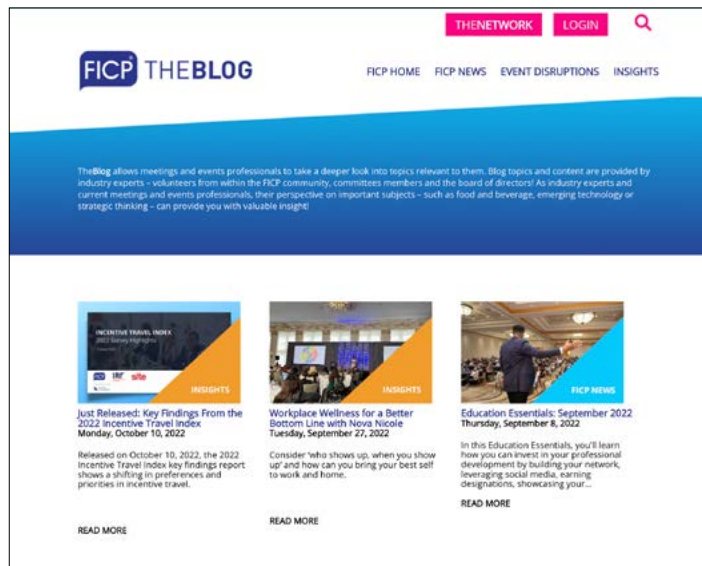 THENETWORK
LOGIN
FICP THEBLOG
FICP HOME
FICP NEWS
EVENT DISRUPTIONS
INSIGHTS
TheBlog allows meetings and events professionals to take a deeper look into topics relevant to them. Blog topics and content are provided by
industry experts – volunteers from within the FICP community, committees members and the board of directors! As industry experts and
current meetings and events professionals, their perspective on important subjects – such as food and beverage, emerging technology or
strategic thinking – can provide you with valuable insight!
INCENTIVE TRAVEL INDEX
2022 Survey Highlights
FICP
IRF
site
INSIGHTS
Just Released: Key Findings From the
2022 Incentive Travel Index
Monday, October 10, 2022
Released on October 10, 2022, the 2022
Incentive Travel Index key findings report
shows a shifting in preferences and
priorities in incentive travel.
READ MORE
INSIGHTS
Workplace Wellness for a Better
Bottom Line with Nova Nicole
Tuesday, September 27, 2022
Consider 'who shows up, when you show
up' and how can you bring your best self
to work and home.
READ MORE
FICP NEWS
Education Essentials: September 2022
Thursday, September 8, 2022
In this Education Essentials, you'll learn
how you can invest in your professional
development by building your network,
leveraging social media, earning
designations, showcasing your...
READ MORE